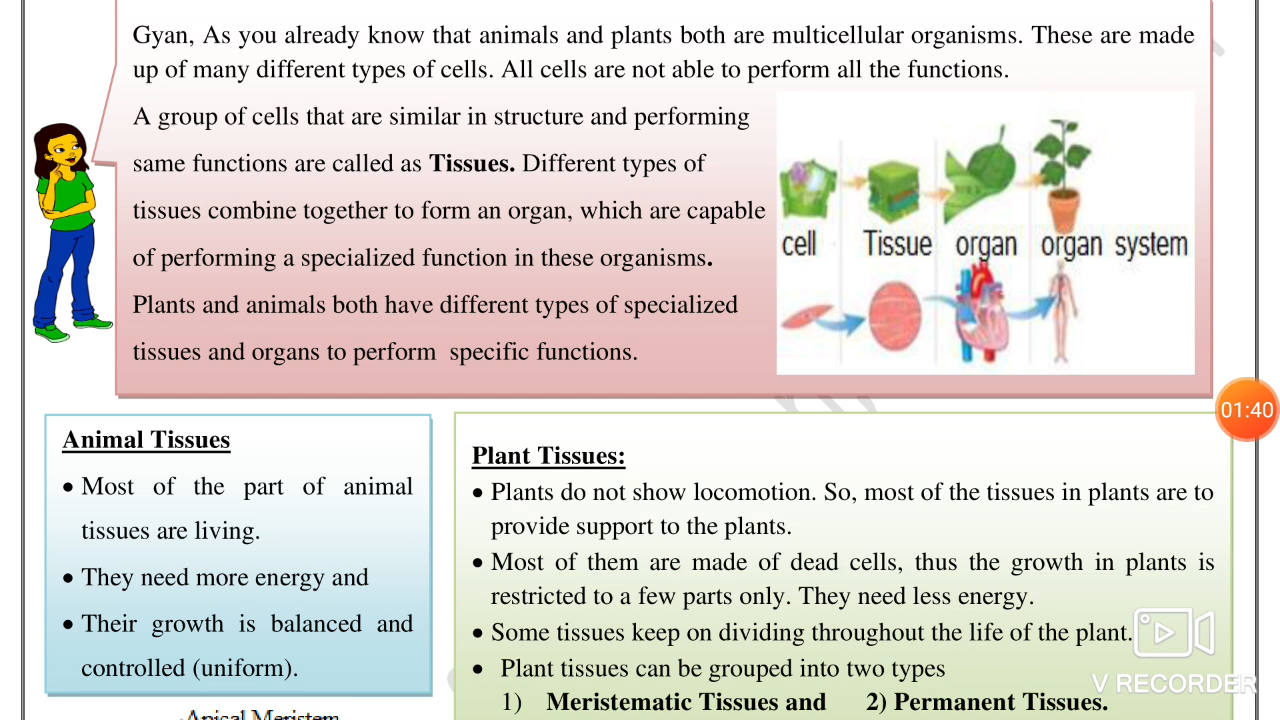 Gyan, As you already know that animals and plants both are multicellular organisms. These are made
up of many different types of cells. All cells are not able to perform all the functions.
A group of cells that are similar in structure and performing
same functions are called as Tissues. Different types of
tissues combine together to form an organ, which are capable
of performing a specialized function in these organisms.
Plants and animals both have different types of specialized
tissues and organs to perform specific functions.
cell Tissue organ organ system
01:40
Animal Tissues
• Most of the part of animal
tissues are living.
• They need more energy and
• Their growth is balanced and
controlled (uniform).
Plant Tissues:
• Plants do not show locomotion. So, most of the tissues in plants are to
provide support to the plants.
• Most of them are made of dead cells, thus the growth in plants is
restricted to a few parts only. They need less energy.
• Some tissues keep on dividing throughout the life of the plant.
• Plant tissues can be grouped into two types
1) Meristematic Tissues and 2) Permanent Tissues.
V RECORDER
Apical Meristem